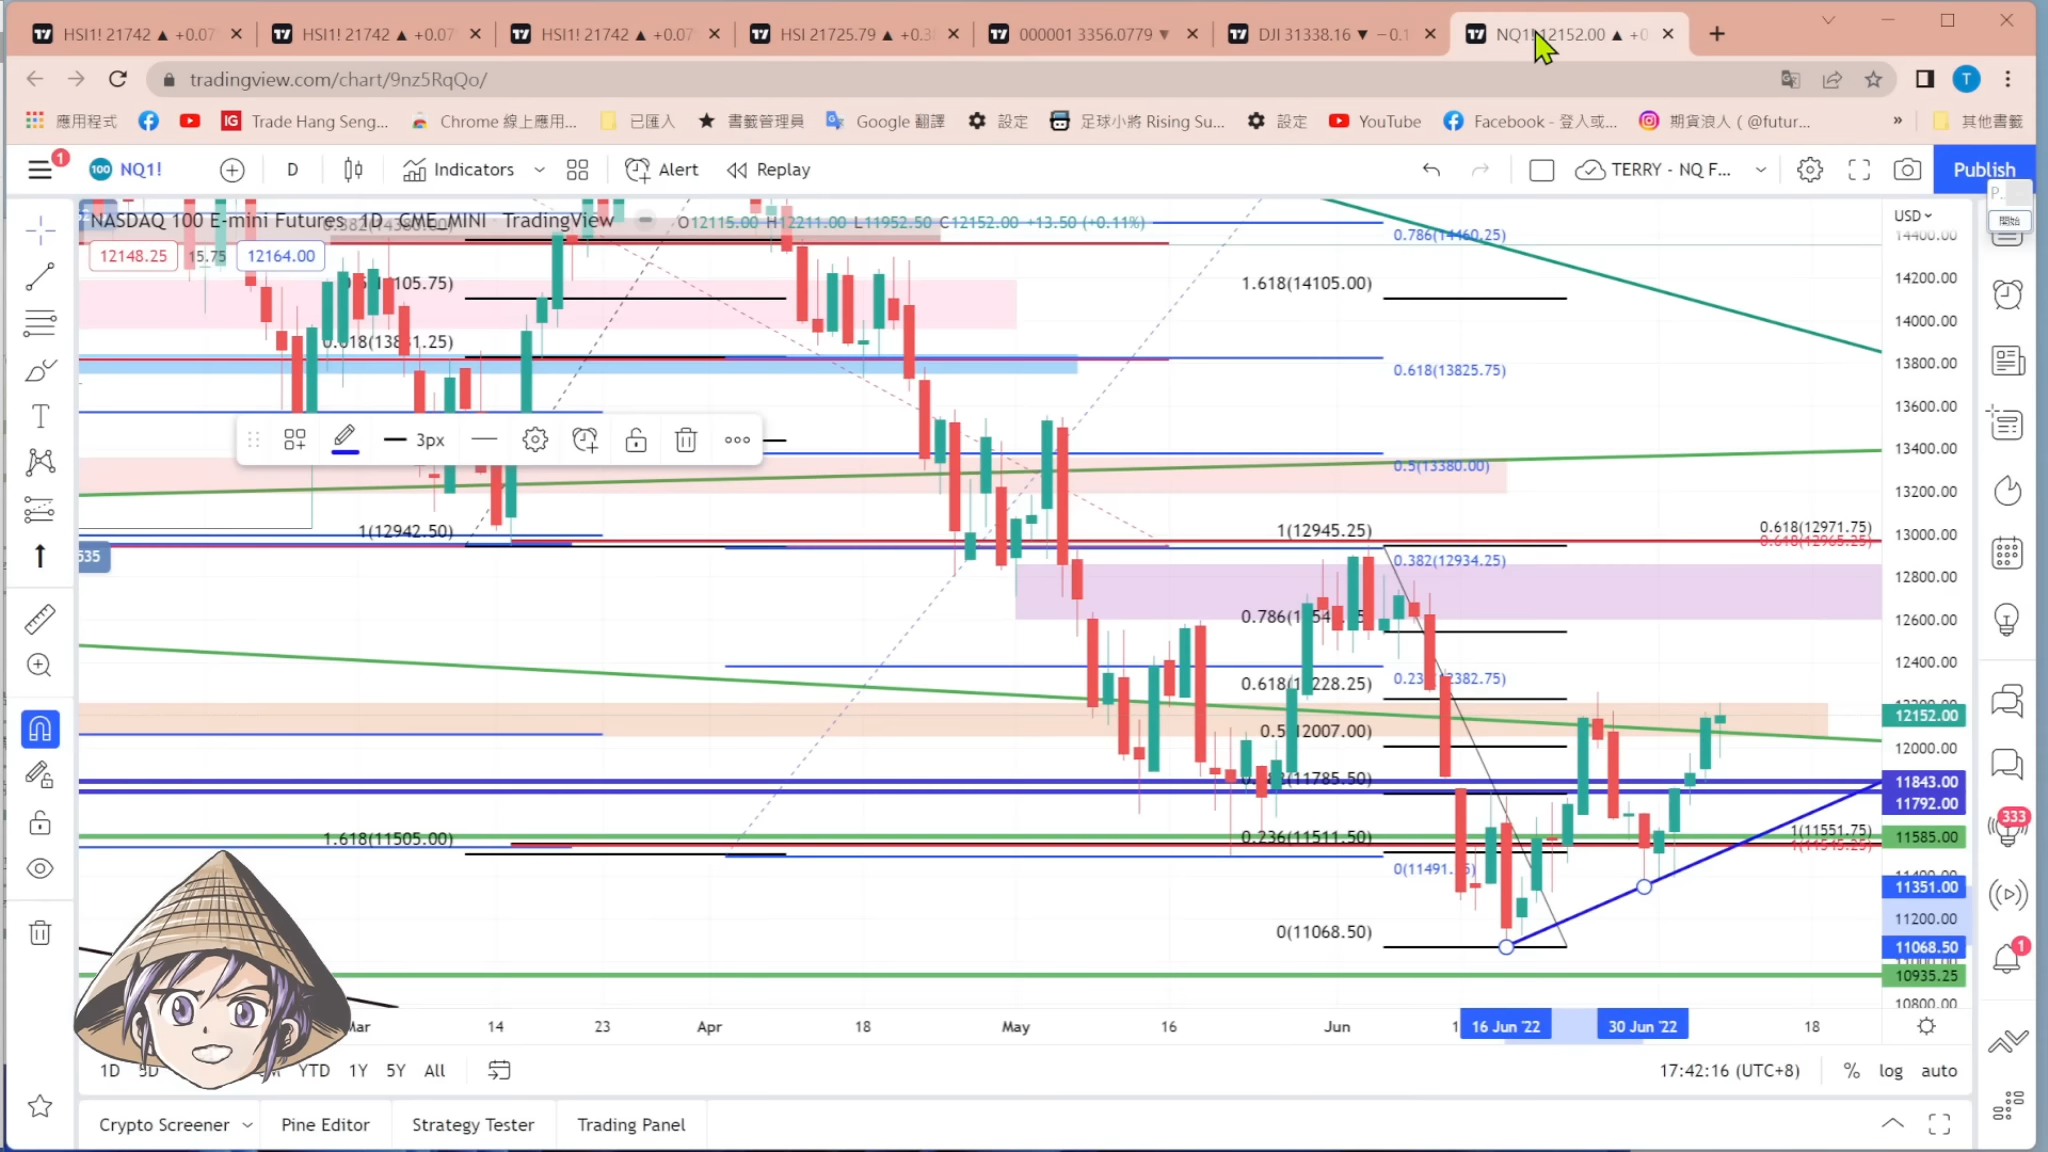 HSI1! 21742 ▲ +0.07
HSI1! 21742 ▲ +0.07
HSI1! 21742 ▲ +0.07
HSI 21725.79 ▲ +0.3
000001 3356.0779 ▼
DJI 31338.16 ▼ −0.1
NQ1! 12152.00 ▲ +0
tradingview.com/chart/9nz5RqQo/
T
應用程式
IG Trade Hang Seng...
Chrome 線上應用...
已匯入
書籤管理員
Google 翻譯
設定
足球小將 Rising Su...
設定
YouTube
Facebook - 登入或...
期貨浪人 ( @futur...
»
其他書籤
1
100 NQ1!
D
Indicators
Alert
Replay
TERRY - NQ F...
Publish
P.
開始
NASDAQ 100 E-mini Futures 1D CME_MINI TradingView
O12115.00 H12211.00 L11952.50 C12152.00 +13.50 (+0.11%)
12148.25 15.75 12164.00
USD
14400.00
14200.00
14000.00
13800.00
13600.00
13400.00
13200.00
13000.00
12800.00
12600.00
12400.00
12152.00
12000.00
11843.00
11792.00
11585.00
11351.00
11200.00
11068.50
10935.25
10800.00
0.786(14460.25)
1.618(14105.00)
0.618(13825.75)
3px
0.5(13380.00)
1(12942.50)
1(12945.25)
0.618(12971.75)
0.382(12934.25)
535
0.618(12228.25)
0.5(12007.00)
1.618(11505.00)
0.236(11511.50)
1(11551.75)
0(11068.50)
333
1
Mar
14
23
Apr
18
May
16
Jun
16 Jun '22
30 Jun '22
18
1D
5D
YTD
1Y
5Y
All
17:42:16 (UTC+8)
%
log
auto
Crypto Screener
Pine Editor
Strategy Tester
Trading Panel